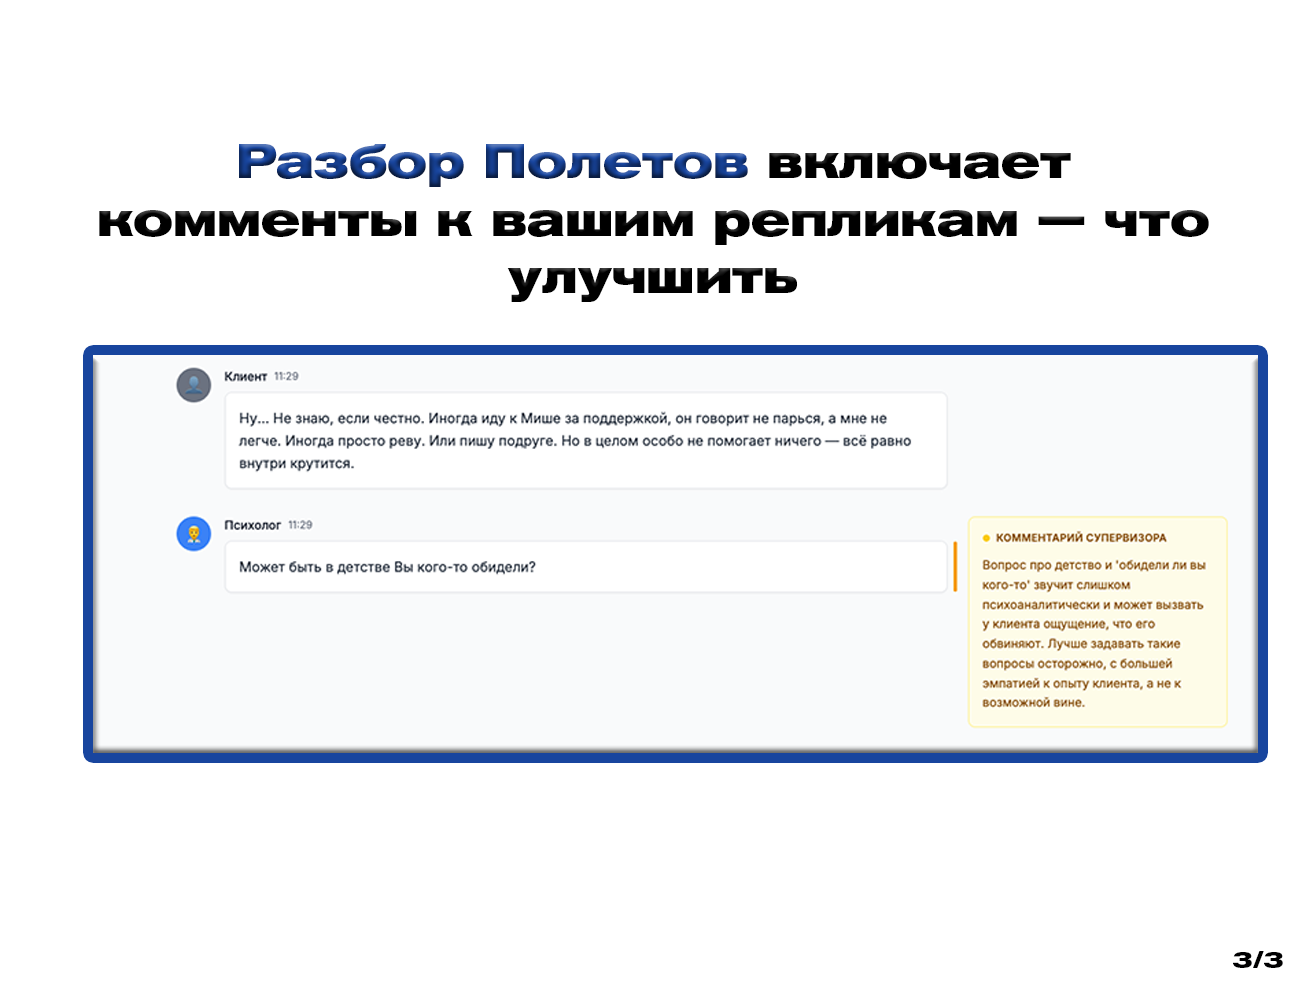 Разбор Полетов включает
комменты к вашим репликам — что
улучшить
Клиент 11:29
Ну... Не знаю, если честно. Иногда иду к Мише за поддержкой, он говорит не парься, а мне не
легче. Иногда просто реву. Или пишу подруге. Но в целом особо не помогает ничего — всё равно
внутри крутится.
Психолог 11:29
Может быть в детстве Вы кого-то обидели?
КОММЕНТАРИЙ СУПЕРВИЗОРА
Вопрос про детство и 'обидели ли вы
кого-то' звучит слишком
психоаналитически и может вызвать
у клиента ощущение, что его
обвиняют. Лучше задавать такие
вопросы осторожно, с большей
эмпатией к опыту клиента, а не к
возможной вине.
3/3